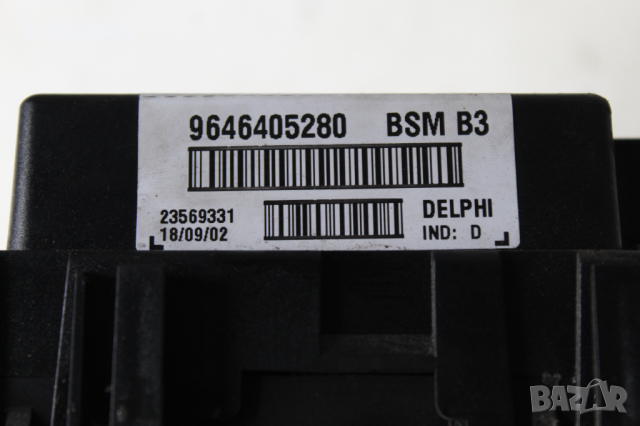 9646405280 BSM B3
23569331 DELPHI
18/09/02 IND: D
BAZAR